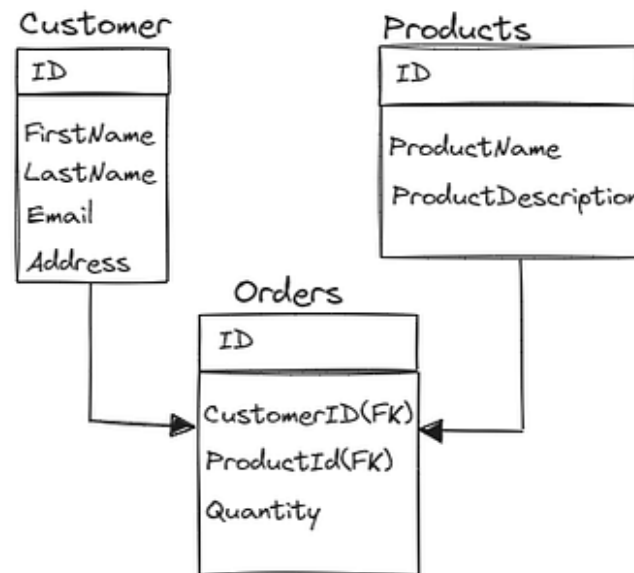 Customer
ID
FirstName
LastName
Email
Address
Products
ID
ProductName
ProductDescription
Orders
ID
CustomerID(FK)
ProductId(FK)
Quantity